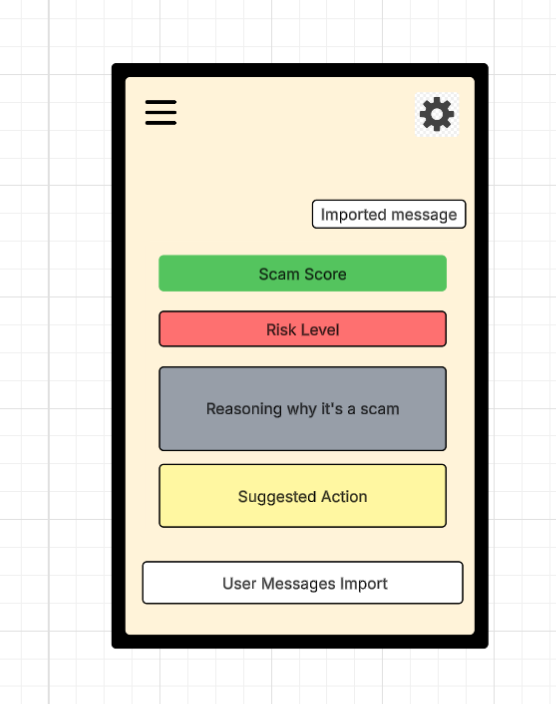 Imported message
Scam Score
Risk Level
Reasoning why it's a scam
Suggested Action
User Messages Import